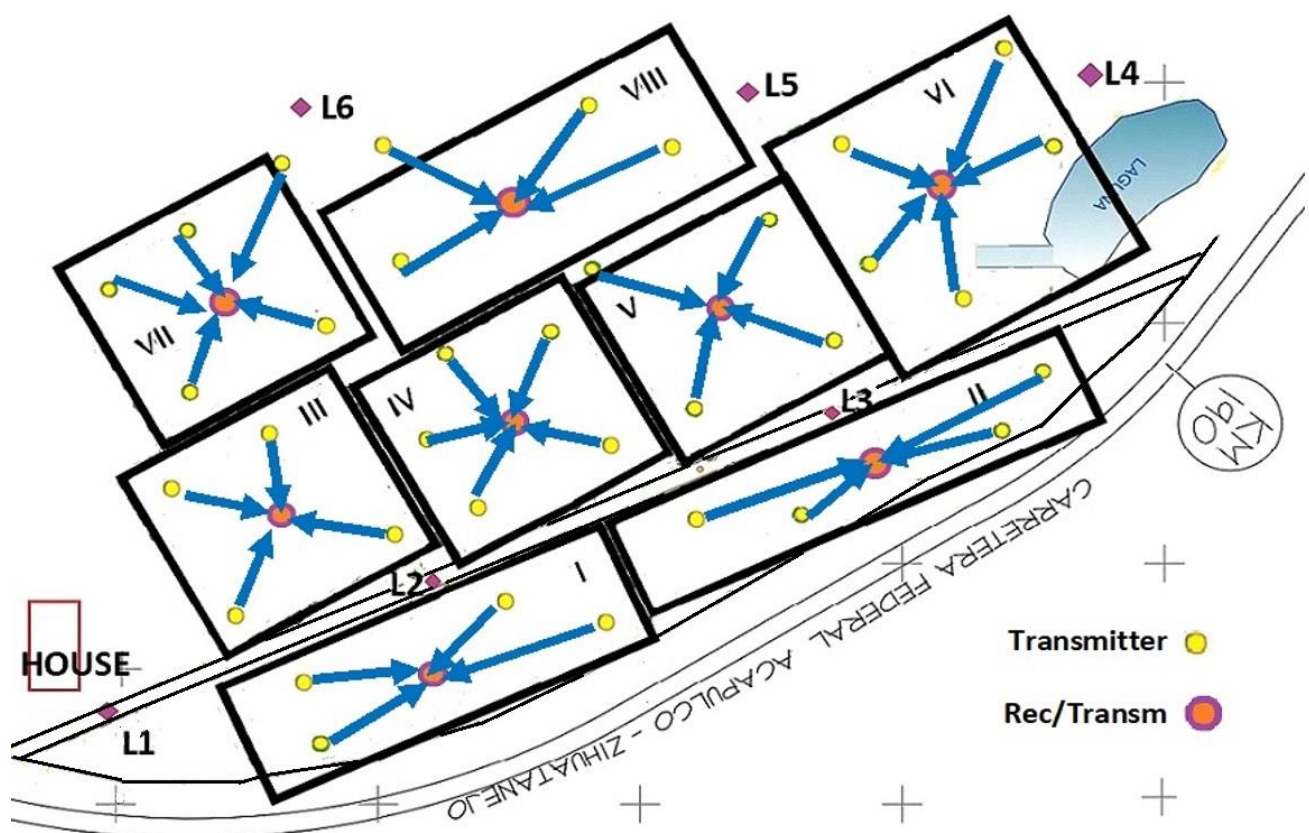 L6
L5
L4
VIII
VI
LAGUNA
VII
V
III
IV
L3
II
KM
190
L2
I
CARRETERA FEDERAL ACAPULCO - ZIHUATANEJO
HOUSE
L1
Transmitter
Rec/Transm